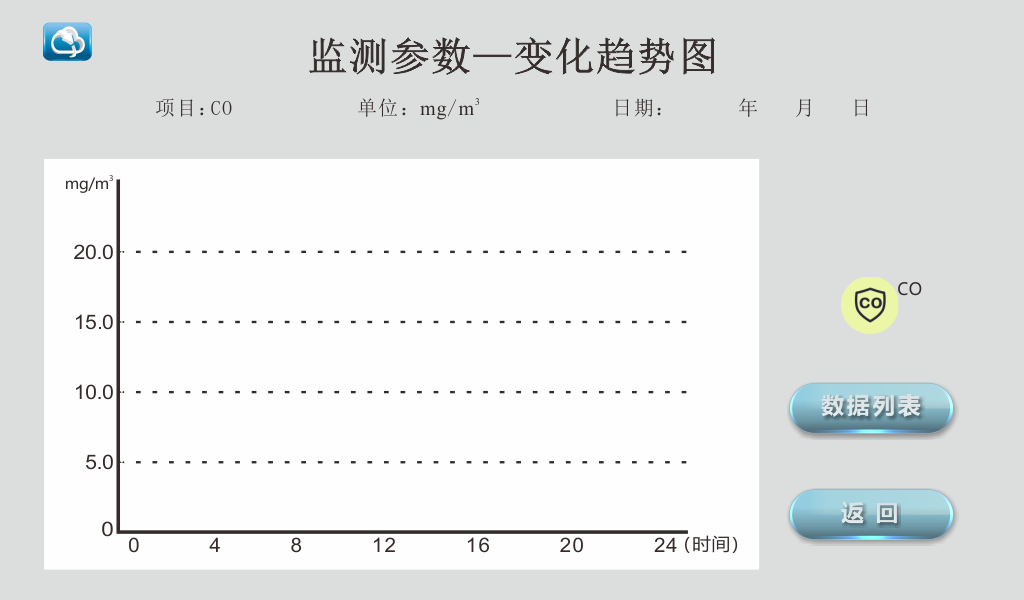 监测参数—变化趋势图
项目:CO 单位: mg/m³ 日期: 年 月 日
mg/m³
20.0
15.0
10.0
5.0
0
0 4 8 12 16 20 24 (时间)
CO
CO
数据列表
返回